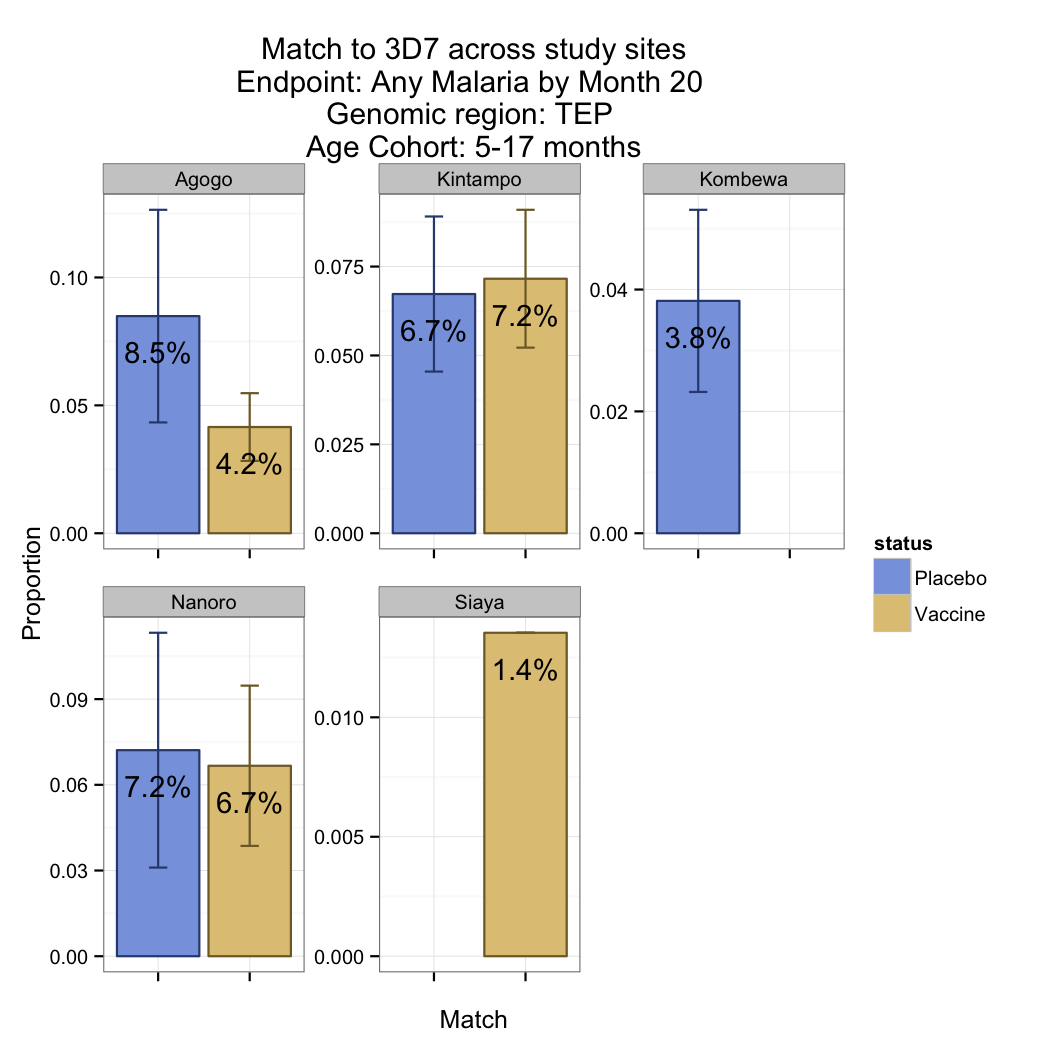 Match to 3D7 across study sites
Endpoint: Any Malaria by Month 20
Genomic region: TEP
Age Cohort: 5-17 months
Agogo
Kintampo
Kombewa
0.10
0.05
0.00
8.5%
4.2%
0.075
0.050
0.025
0.000
6.7%
7.2%
0.04
0.02
0.00
3.8%
Proportion
status
Placebo
Vaccine
Nanoro
Siaya
0.09
0.06
0.03
0.00
7.2%
6.7%
0.010
0.005
0.000
1.4%
Match